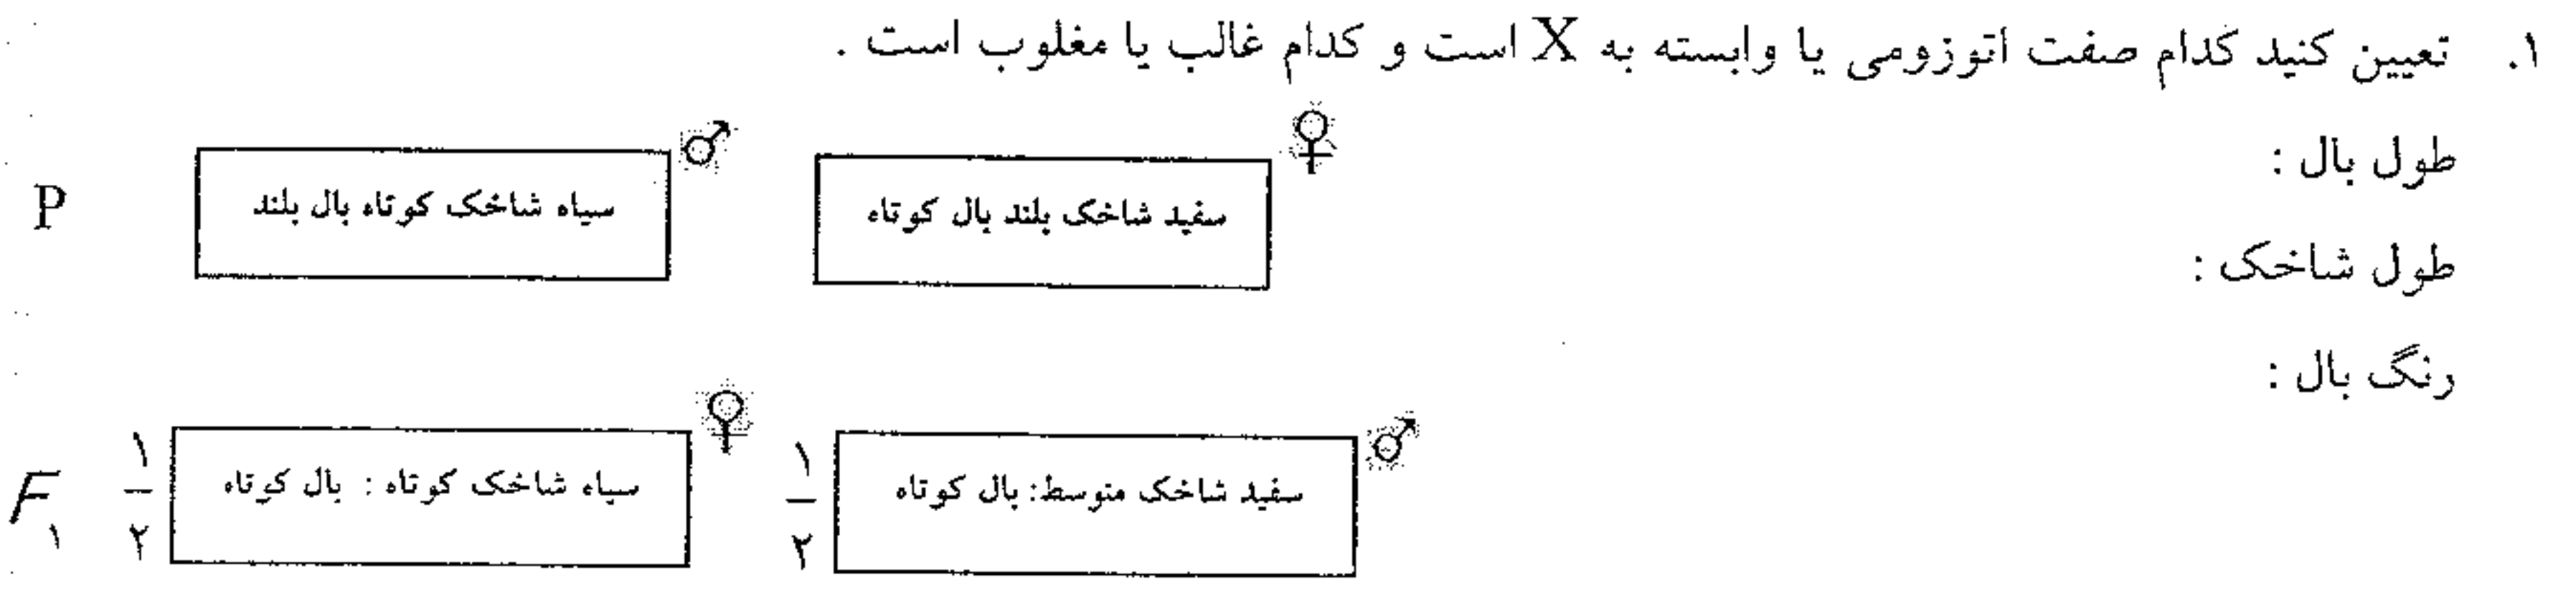 ۱. تعیین کنید کدام صفت اتوزومی یا وابسته به X است و کدام غالب یا مغلوب است .
طول بال :
طول شاخک :
رنگ بال :
P
♂
سیاه شاخک کوتاه بال بلند
♀
سفید شاخک بلند بال کوتاه
F۱
۱/۲
♀
سیاه شاخک کوتاه : بال کوتاه
۱/۲
♂
سفید شاخک متوسط: بال کوتاه